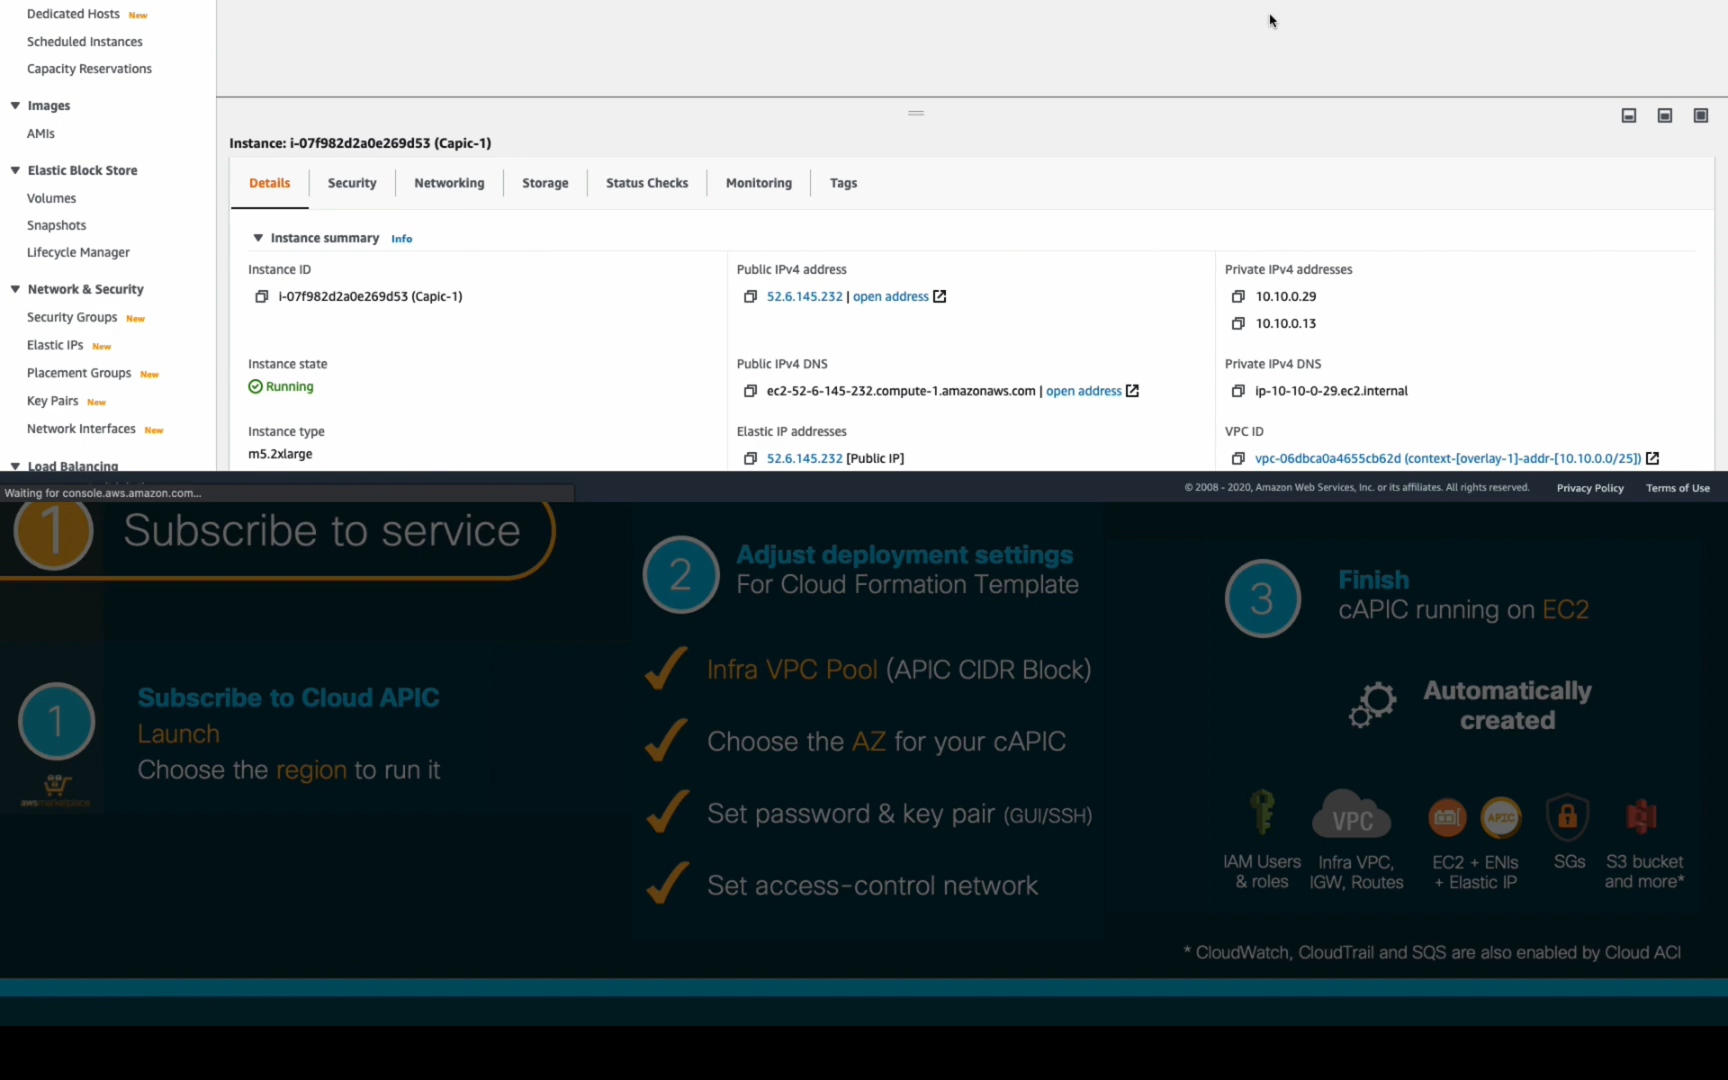 Dedicated Hosts New
Scheduled Instances
Capacity Reservations
Images
AMIs
Elastic Block Store
Volumes
Snapshots
Lifecycle Manager
Network & Security
Security Groups New
Elastic IPs New
Placement Groups New
Key Pairs New
Network Interfaces New
Load Balancing
Instance: i-07f982d2a0e269d53 (Capic-1)
Details
Security
Networking
Storage
Status Checks
Monitoring
Tags
Instance summary Info
Instance ID
i-07f982d2a0e269d53 (Capic-1)
Public IPv4 address
52.6.145.232 | open address
Private IPv4 addresses
10.10.0.29
10.10.0.13
Instance state
Running
Public IPv4 DNS
ec2-52-6-145-232.compute-1.amazonaws.com | open address
Private IPv4 DNS
ip-10-10-0-29.ec2.internal
Instance type
m5.2xlarge
Elastic IP addresses
52.6.145.232 [Public IP]
VPC ID
vpc-06dbca0a4655cb62d (context-[overlay-1]-addr-[10.10.0.0/25])
Waiting for console.aws.amazon.com...
© 2008 - 2020, Amazon Web Services, Inc. or its affiliates. All rights reserved.
Privacy Policy
Terms of Use
1 Subscribe to service
1
Subscribe to Cloud APIC
Launch
Choose the region to run it
aws marketplace
2
Adjust deployment settings
For Cloud Formation Template
Infra VPC Pool (APIC CIDR Block)
Choose the AZ for your cAPIC
Set password & key pair (GUI/SSH)
Set access-control network
3
Finish
cAPIC running on EC2
Automatically
created
VPC
APIC
IAM Users
& roles
Infra VPC,
IGW, Routes
EC2 + ENIs
+ Elastic IP
SGs
S3 bucket
and more*
* CloudWatch, CloudTrail and SQS are also enabled by Cloud ACI